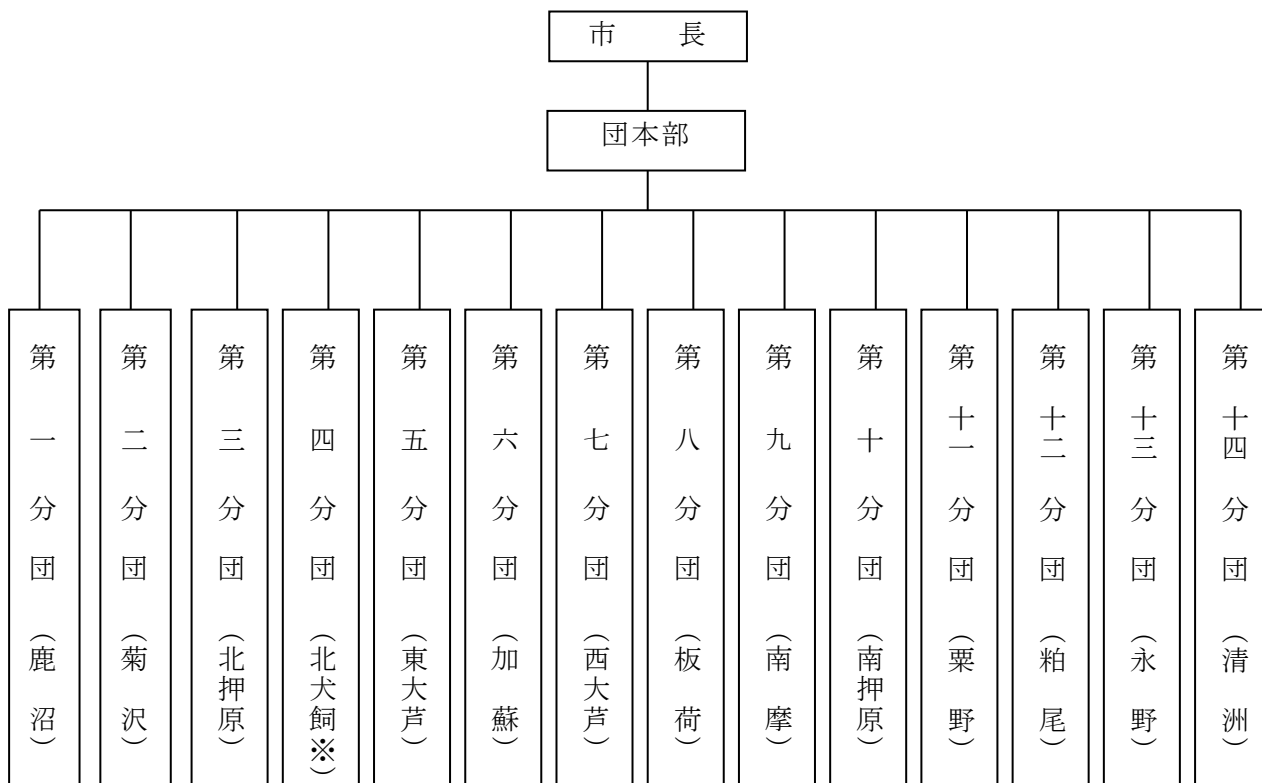 市　　長
団本部
第一分団（鹿沼）
第二分団（菊沢）
第三分団（北押原）
第四分団（北犬飼※）
第五分団（東大芦）
第六分団（加蘇）
第七分団（西大芦）
第八分団（板荷）
第九分団（南摩）
第十分団（南押原）
第十一分団（粟野）
第十二分団（粕尾）
第十三分団（永野）
第十四分団（清洲）